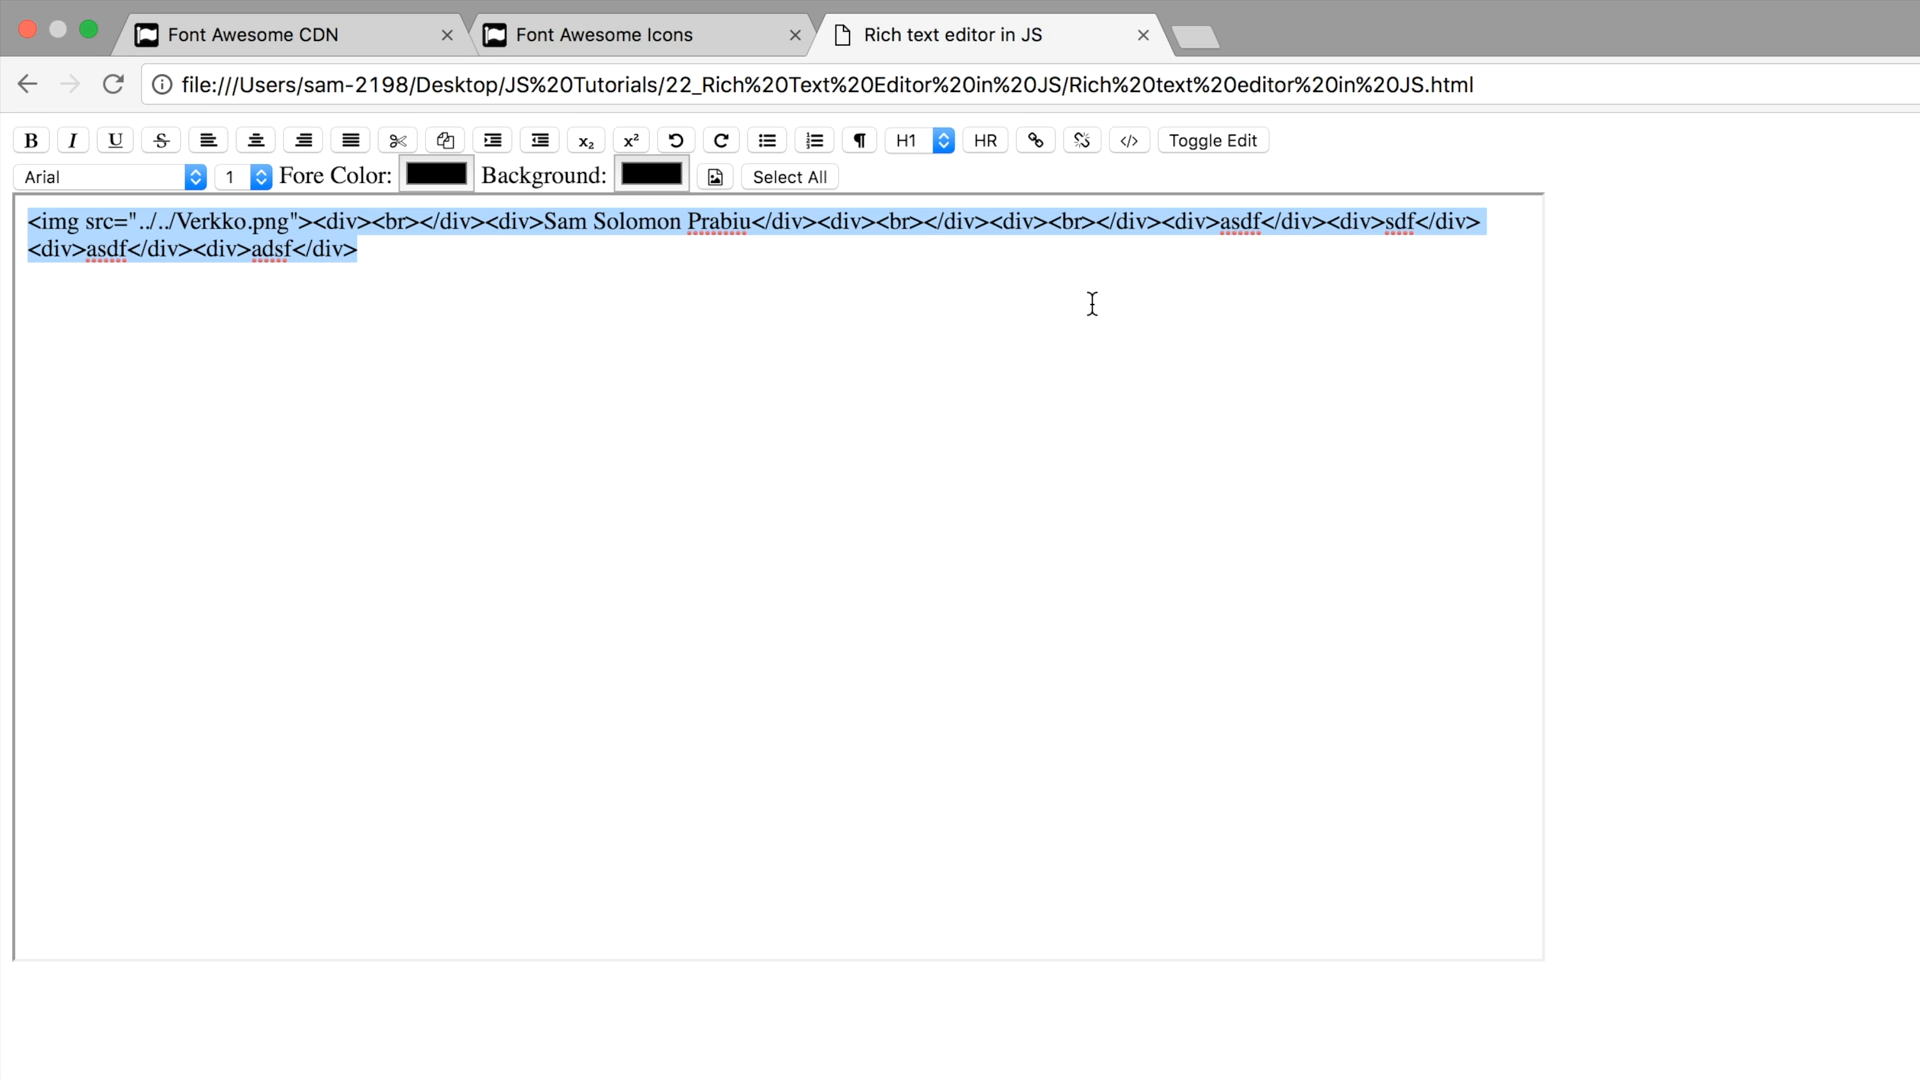 Font Awesome CDN
Font Awesome Icons
Rich text editor in JS
file:///Users/sam-2198/Desktop/JS%20Tutorials/22_Rich%20Text%20Editor%20in%20JS/Rich%20text%20editor%20in%20JS.html
B I U S x₂ x² ¶ H1 HR </> Toggle Edit
Arial 1 Fore Color: Background: Select All
<img src="../../Verkko.png"><div><br></div><div>Sam Solomon Prabiu</div><div><br></div><div><br></div><div>asdf</div><div>sdf</div>
<div>asdf</div><div>adsf</div>